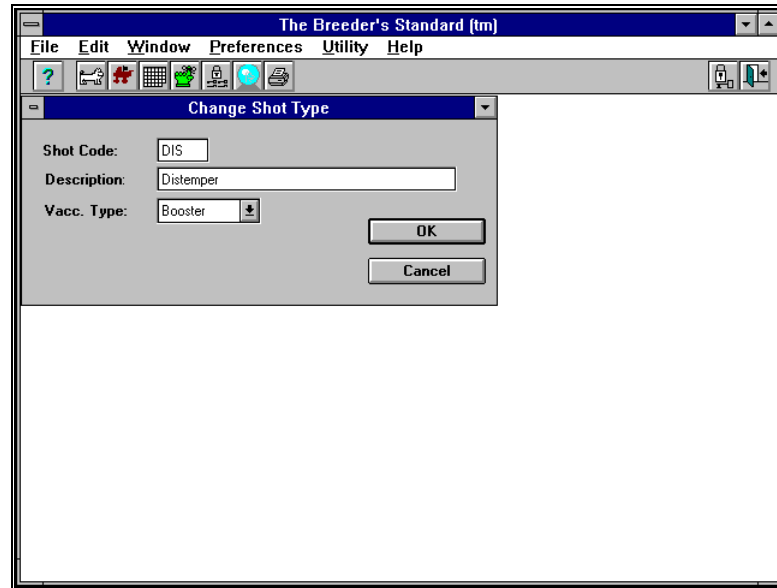 The Breeder's Standard (tm)
File Edit Window Preferences Utility Help
?
Change Shot Type
Shot Code: DIS
Description: Distemper
Vacc. Type: Booster
OK
Cancel